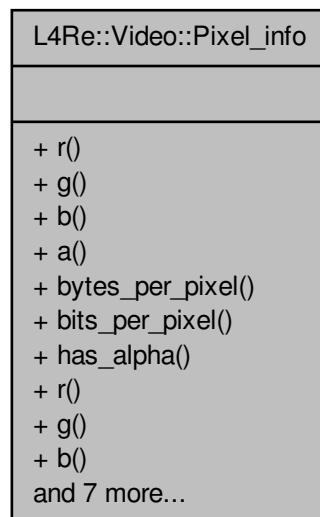 L4Re::Video::Pixel_info
+ r()
+ g()
+ b()
+ a()
+ bytes_per_pixel()
+ bits_per_pixel()
+ has_alpha()
+ r()
+ g()
+ b()
and 7 more...